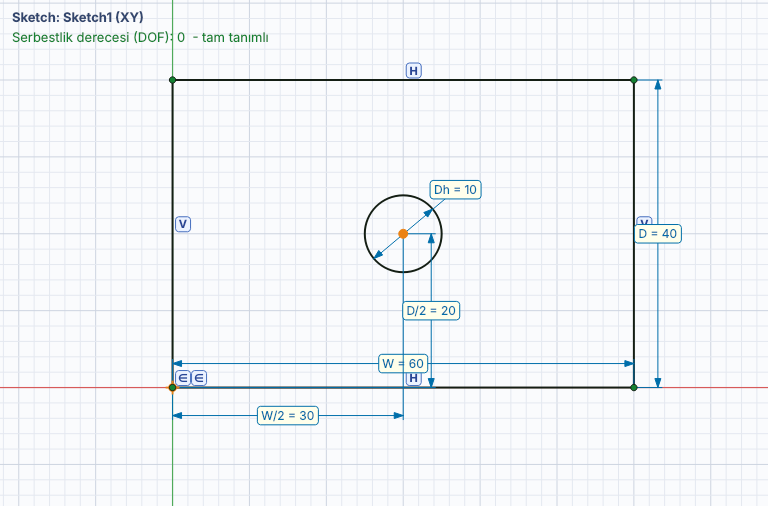 Sketch: Sketch1 (XY)
Serbestlik derecesi (DOF): 0 - tam tanımlı
H
Dh = 10
V
V
D = 40
D/2 = 20
W = 60
∈ ∈
H
W/2 = 30